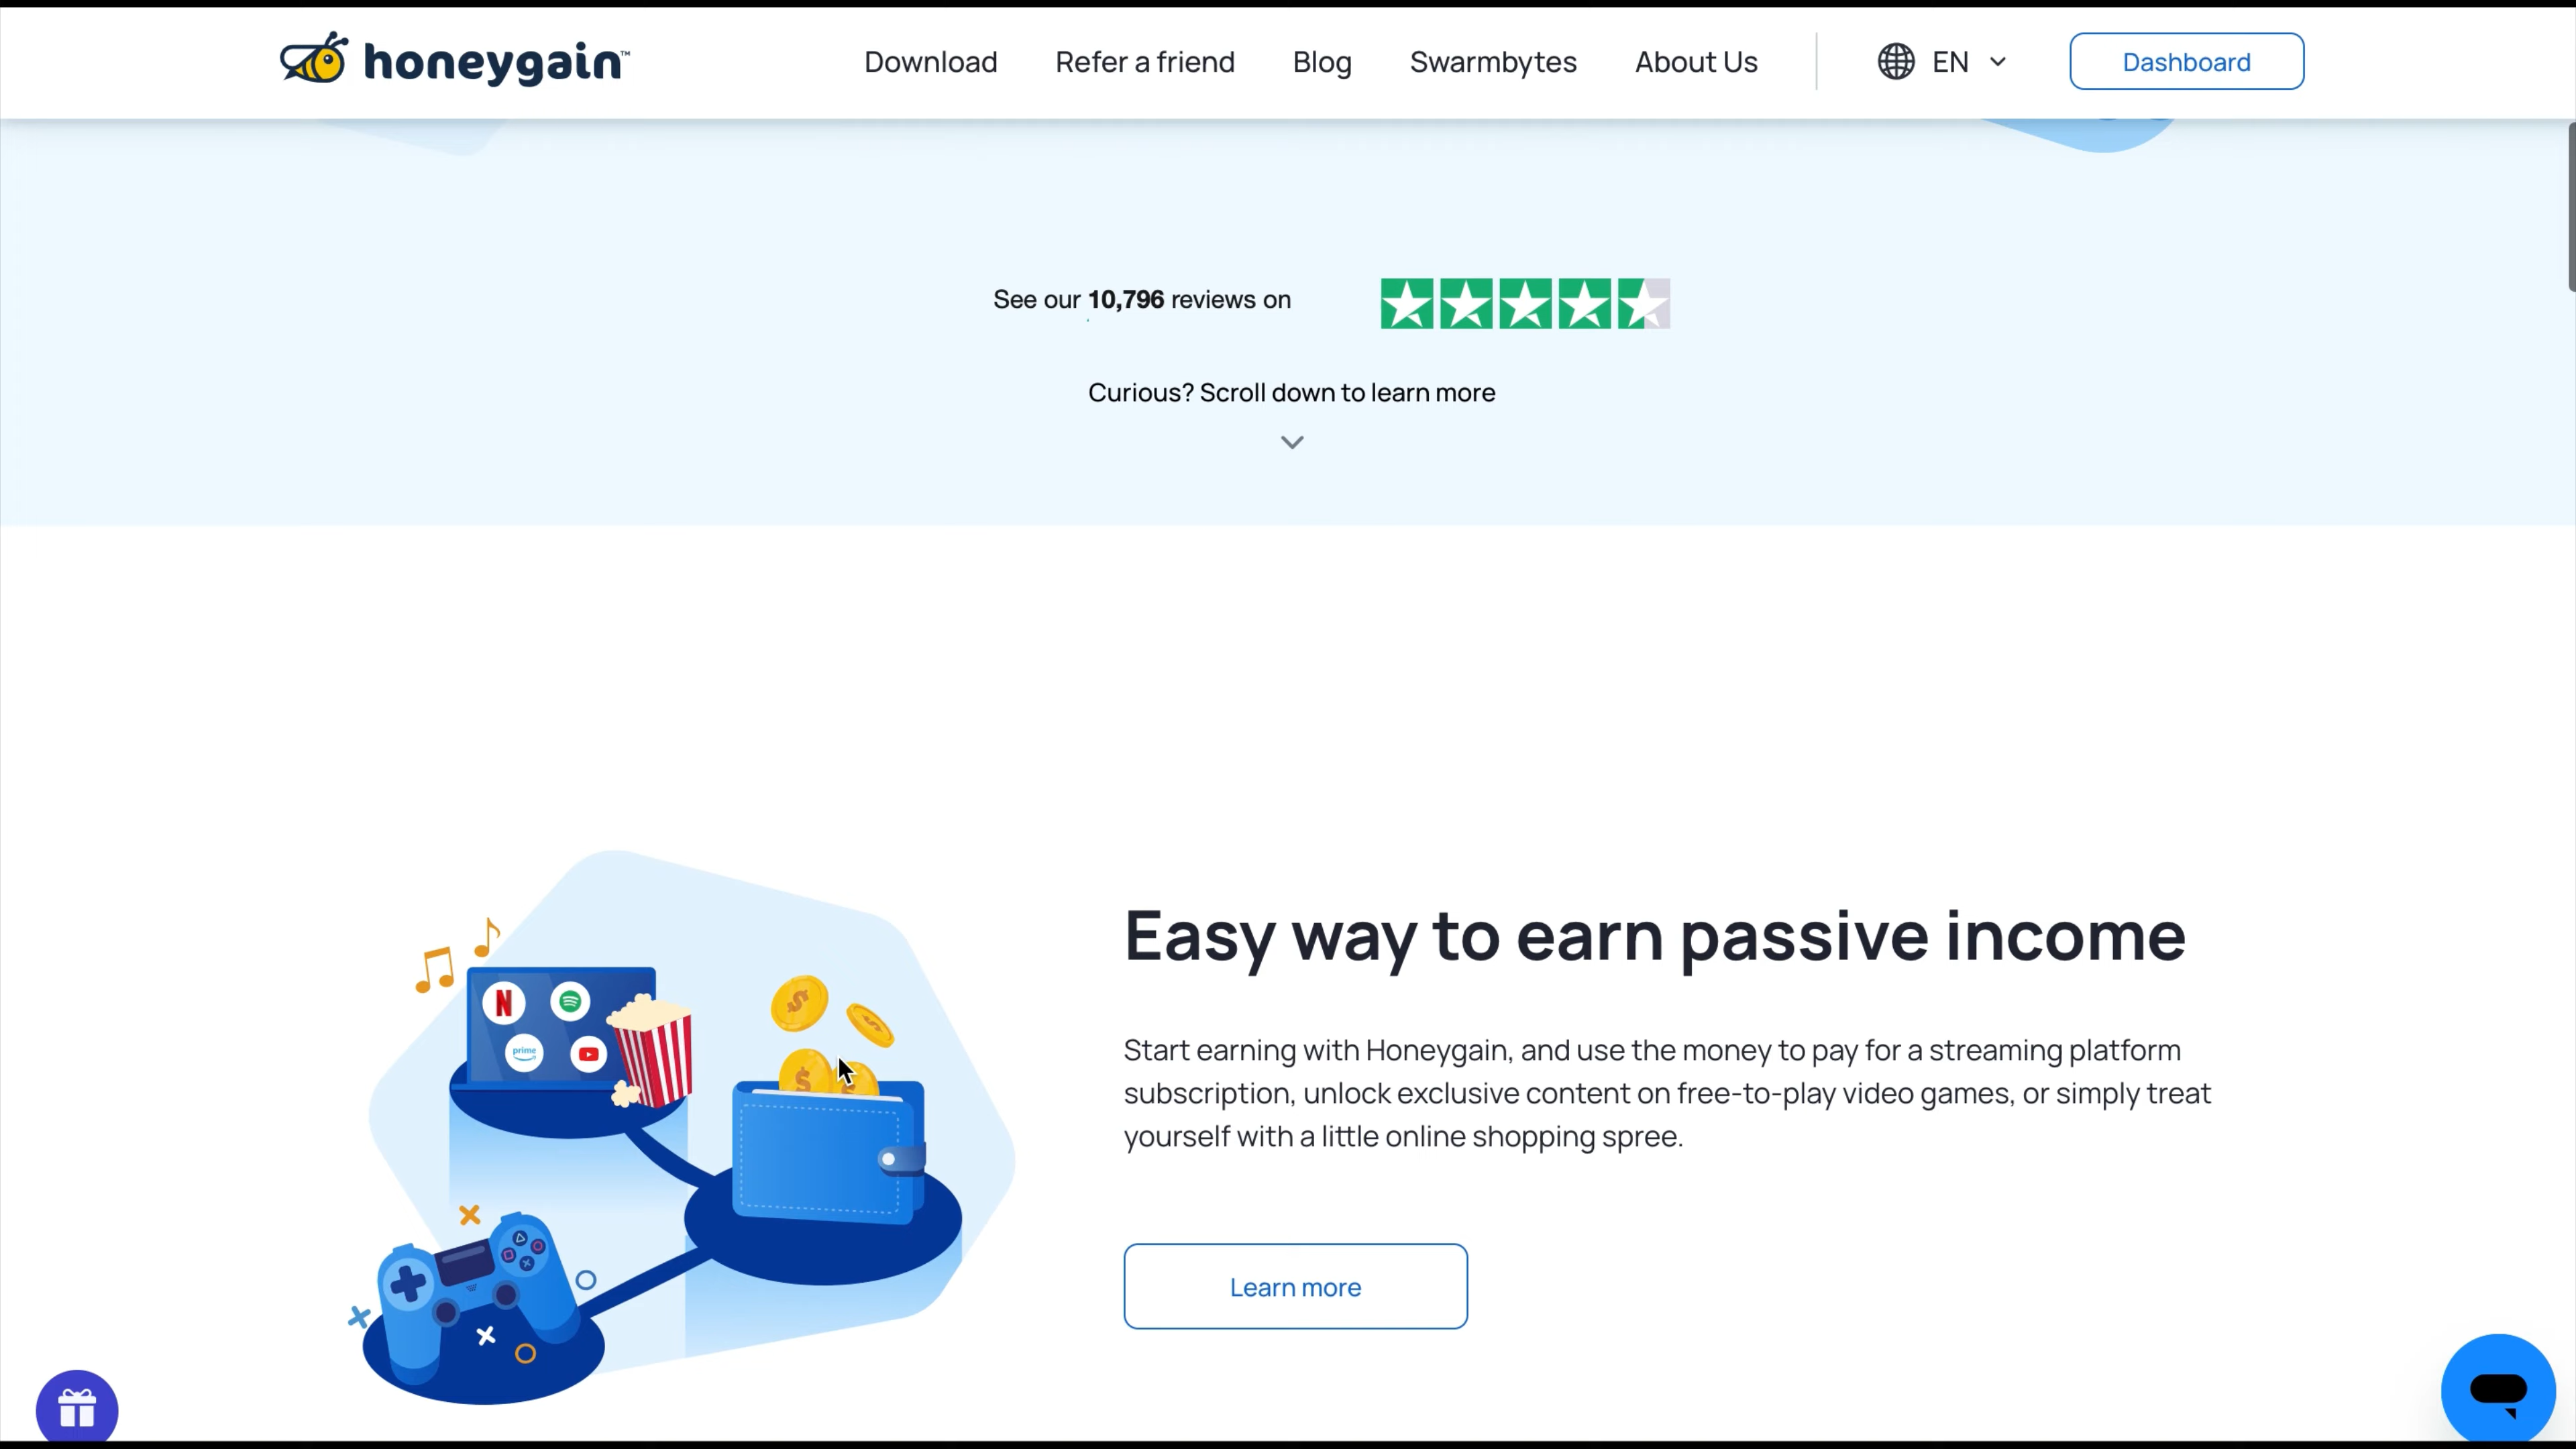 honeygain™
Download
Refer a friend
Blog
Swarmbytes
About Us
EN
Dashboard
See our 10,796 reviews on
Curious? Scroll down to learn more
N
prime
$
$
$
Easy way to earn passive income
Start earning with Honeygain, and use the money to pay for a streaming platform
subscription, unlock exclusive content on free-to-play video games, or simply treat
yourself with a little online shopping spree.
Learn more